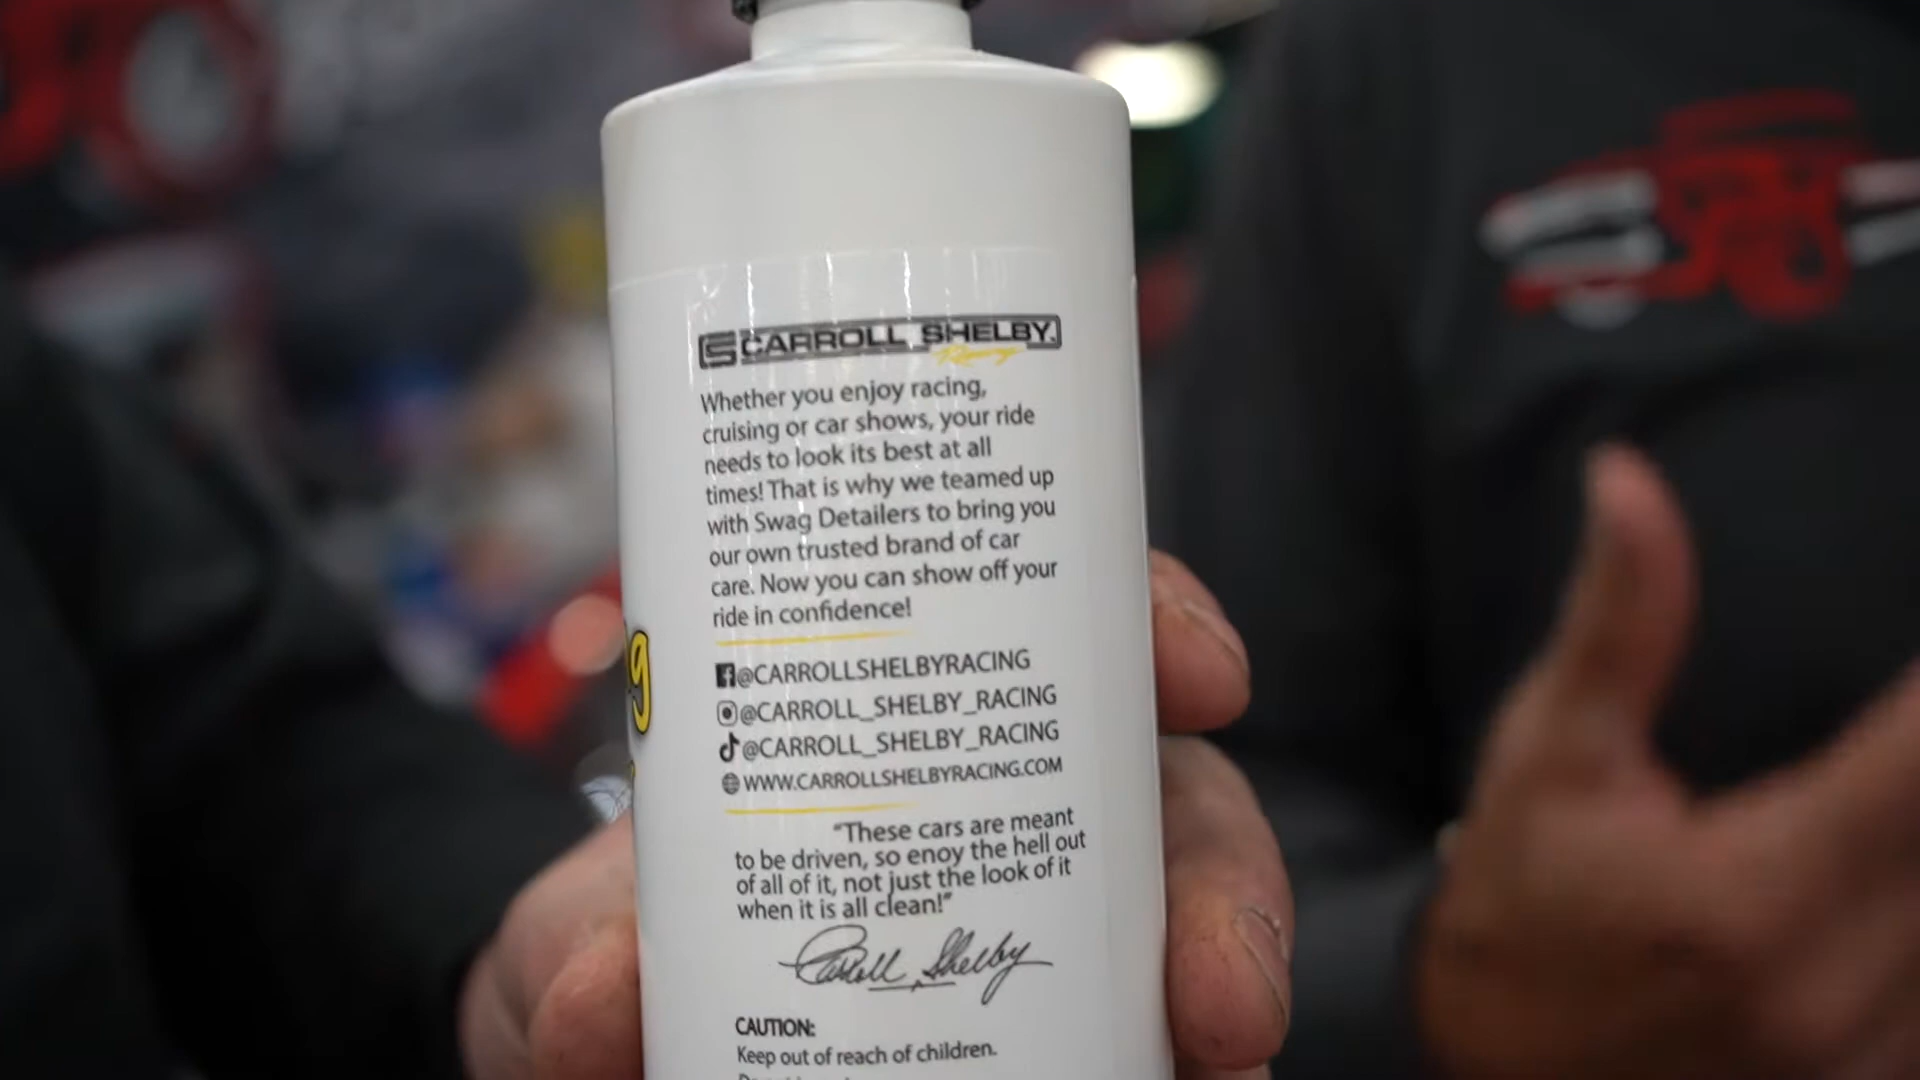 CARROLL SHELBY.
Racing
Whether you enjoy racing,
cruising or car shows, your ride
needs to look its best at all
times! That is why we teamed up
with Swag Detailers to bring you
our own trusted brand of car
care. Now you can show off your
ride in confidence!
@CARROLLSHELBYRACING
@CARROLL_SHELBY_RACING
@CARROLL_SHELBY_RACING
WWW.CARROLLSHELBYRACING.COM
"These cars are meant
to be driven, so enoy the hell out
of all of it, not just the look of it
when it is all clean!"
Carroll Shelby
CAUTION:
Keep out of reach of children.